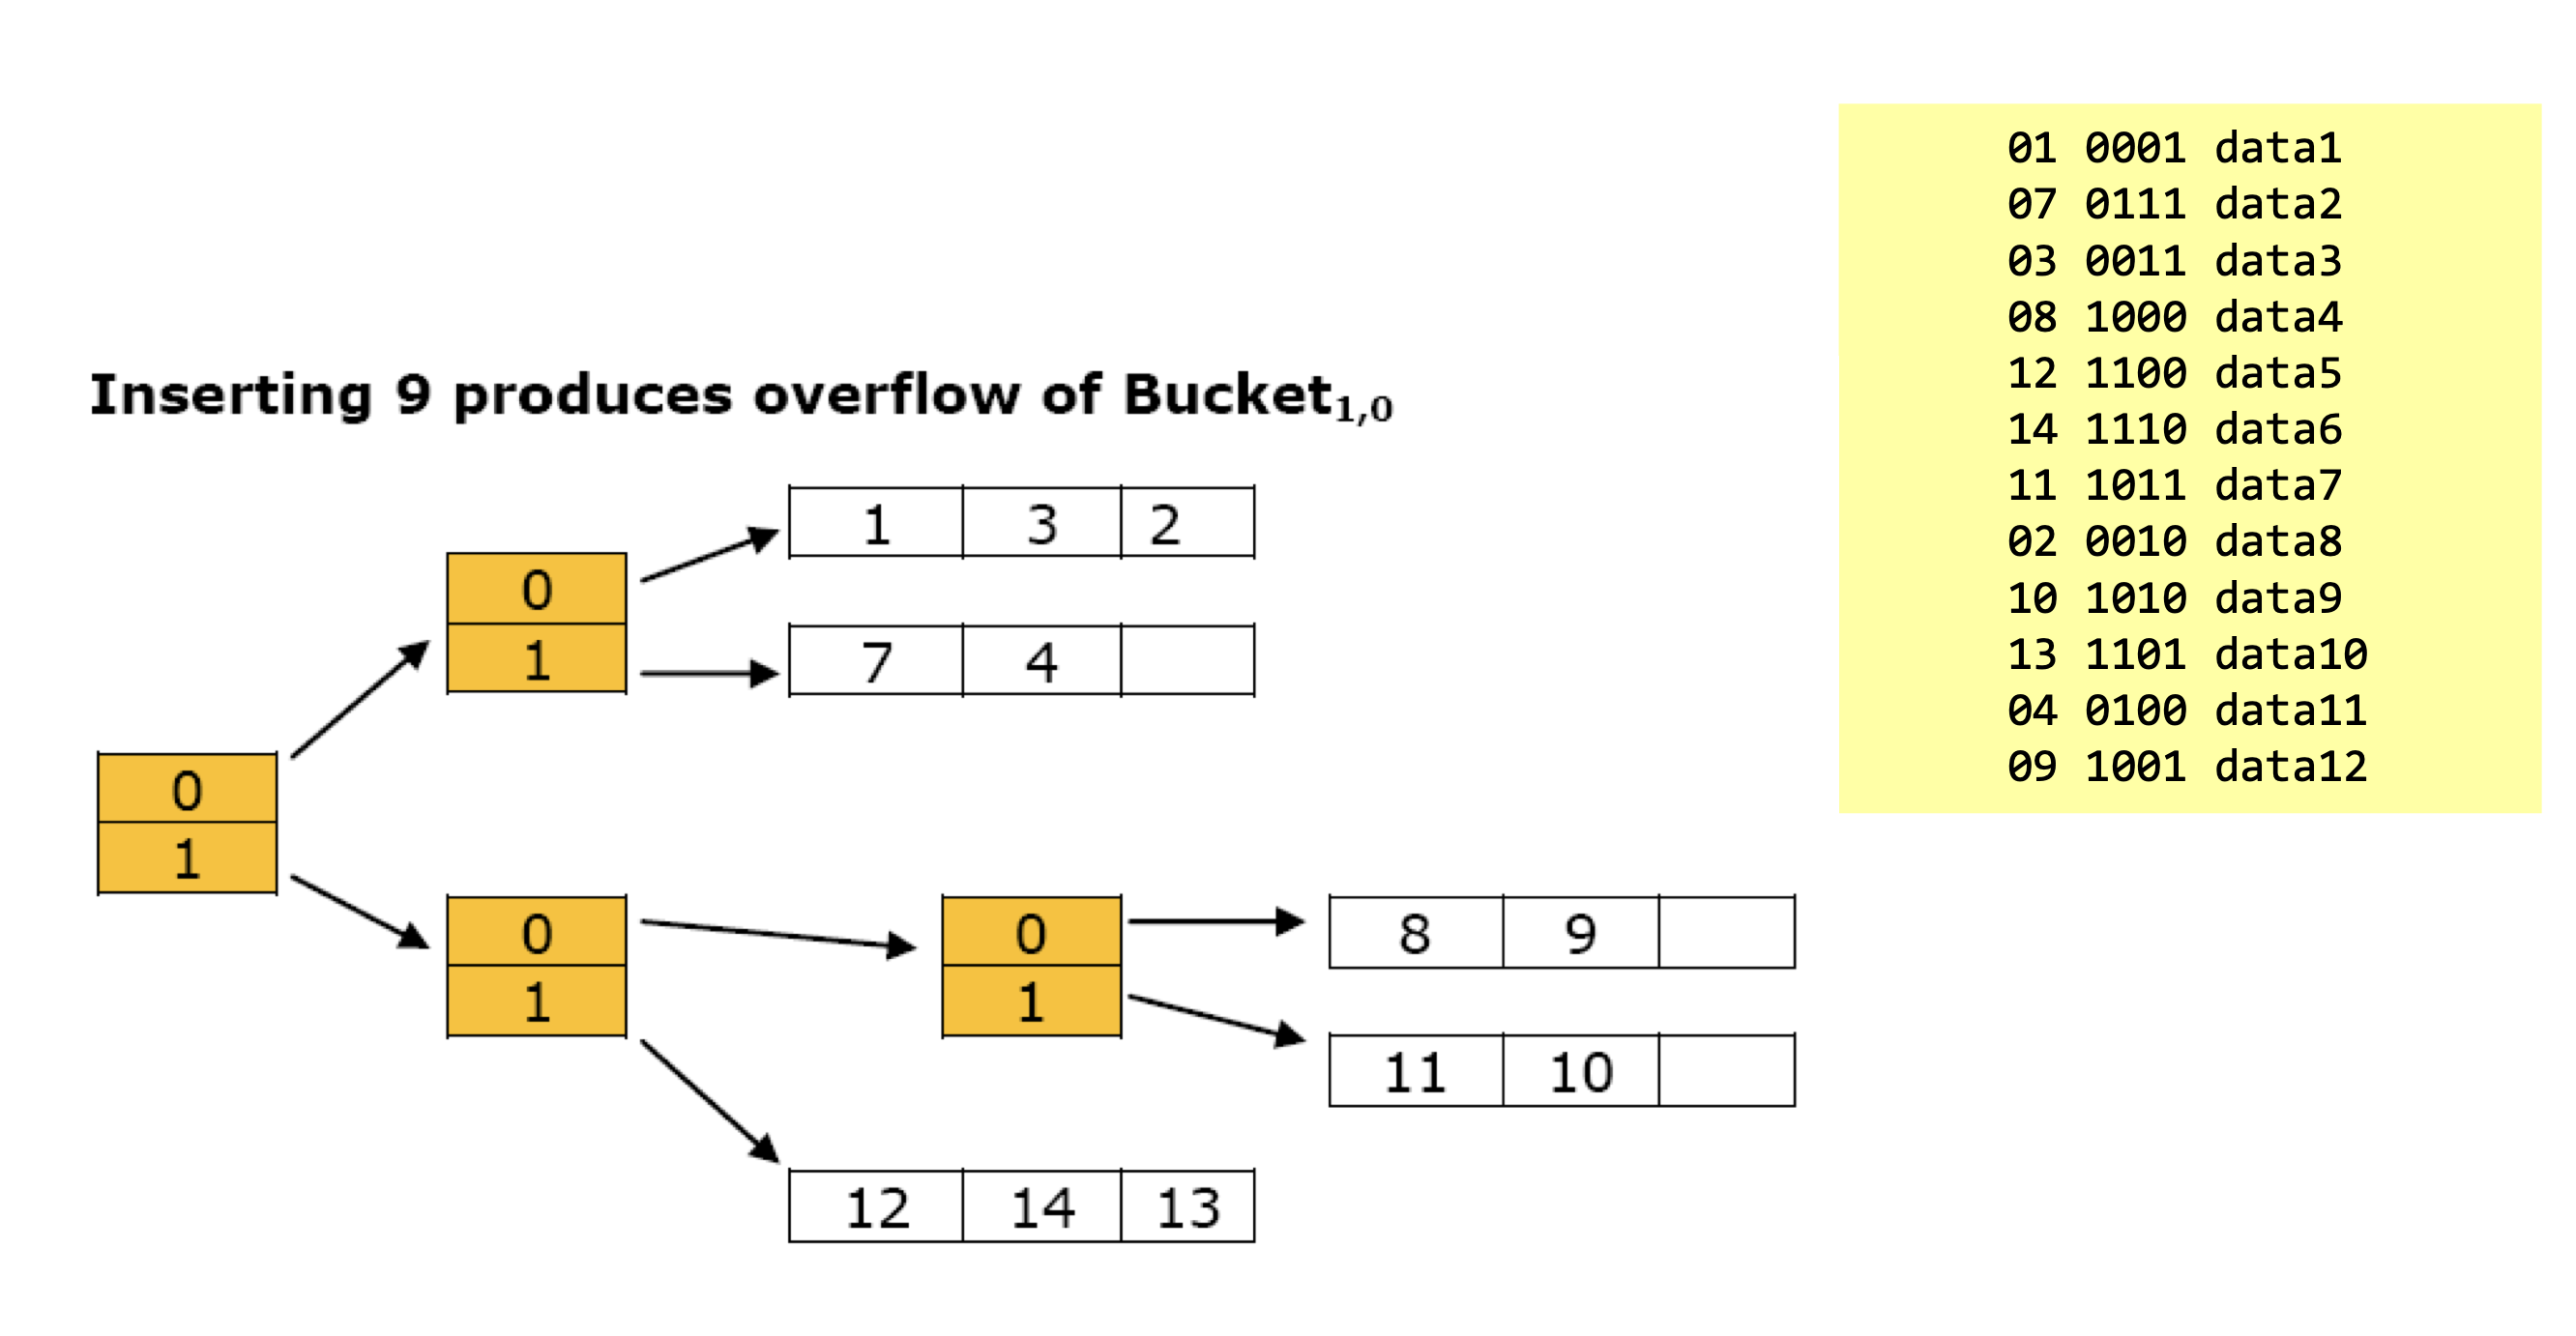 Inserting 9 produces overflow of Bucket1,0
1 3 2
0
1
7 4
0
1
0
1
0
1
8 9
11 10
12 14 13
01 0001 data1
07 0111 data2
03 0011 data3
08 1000 data4
12 1100 data5
14 1110 data6
11 1011 data7
02 0010 data8
10 1010 data9
13 1101 data10
04 0100 data11
09 1001 data12